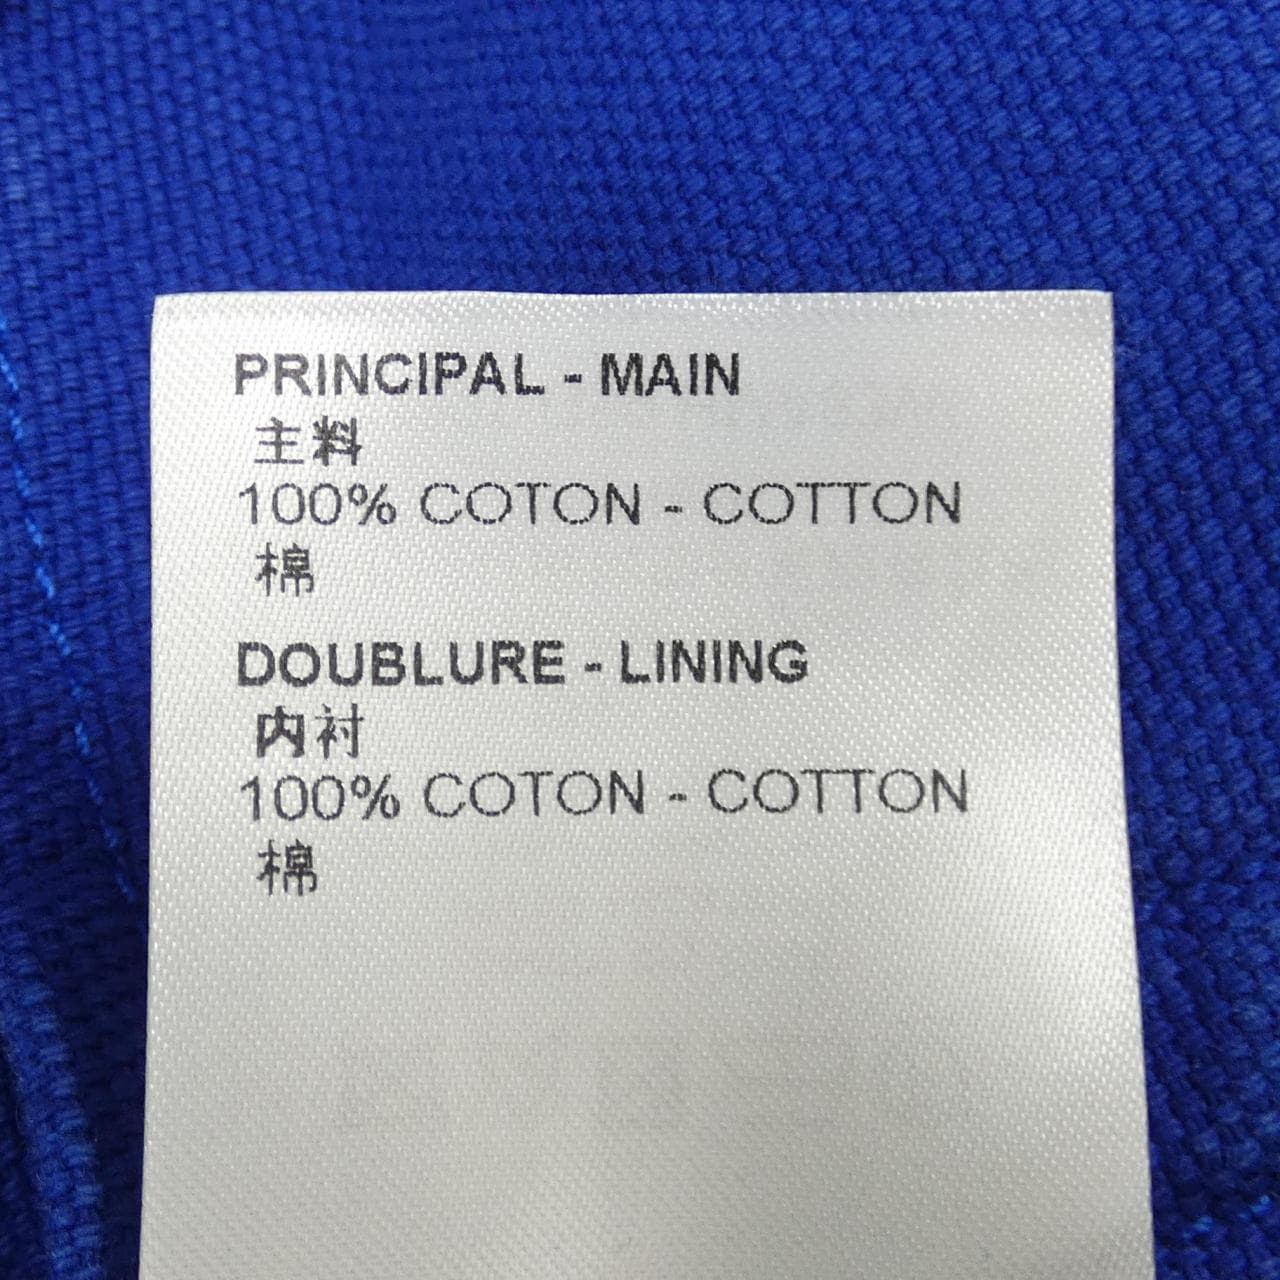 PRINCIPAL - MAIN
主料
100% COTON - COTTON
棉
DOUBLURE - LINING
内衬
100% COTON - COTTON
棉